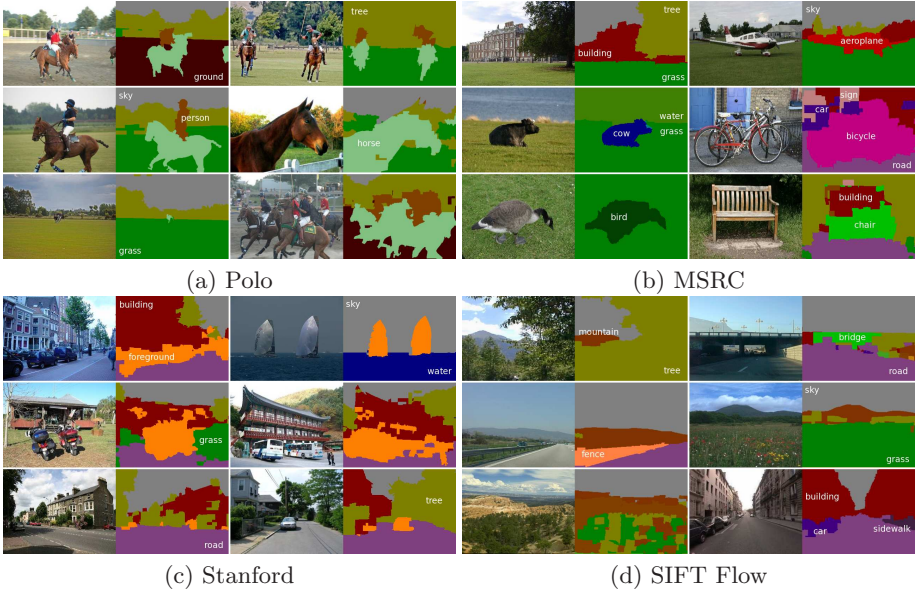 tree
ground
sky
person
horse
grass
(a) Polo
tree
building
grass
sky
aeroplane
water
grass
cow
sign
car
bicycle
road
bird
building
chair
(b) MSRC
building
foreground
sky
water
grass
tree
road
(c) Stanford
mountain
tree
bridge
road
fence
sky
grass
building
car
sidewalk
(d) SIFT Flow